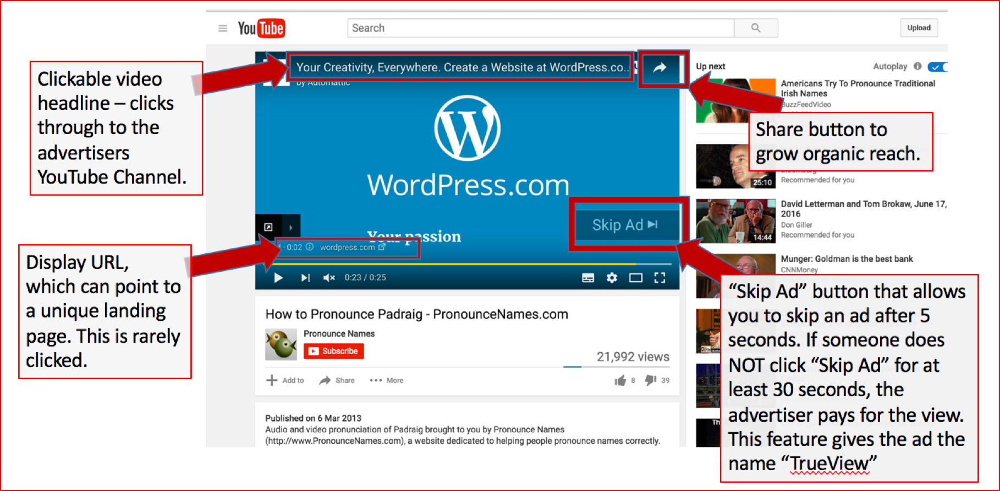 YouTube
Search
Upload
Clickable video
headline – clicks
through to the
advertisers
YouTube Channel.
Your Creativity, Everywhere. Create a Website at WordPress.co...
by Automattic
WordPress.com
Your passion
Skip Ad
0:02 wordpress.com
0:23 / 0:25
Display URL,
which can point to
a unique landing
page. This is rarely
clicked.
Up next
Autoplay
Americans Try To Pronounce Traditional
Irish Names
BuzzFeedVideo
Share button to
grow organic reach.
25:10
Bloomberg
Recommended for you
David Letterman and Tom Brokaw, June 17,
2016
Don Giller
Recommended for you
14:44
Munger: Goldman is the best bank
CNNMoney
“Skip Ad” button that allows
you to skip an ad after 5
seconds. If someone does
NOT click “Skip Ad” for at
least 30 seconds, the
advertiser pays for the view.
This feature gives the ad the
name “TrueView”
How to Pronounce Padraig - PronounceNames.com
Pronounce Names
Subscribe
21,992 views
Add to
Share
More
8
39
Published on 6 Mar 2013
Audio and video pronunciation of Padraig brought to you by Pronounce Names
(http://www.PronounceNames.com), a website dedicated to helping people pronounce names correctly.